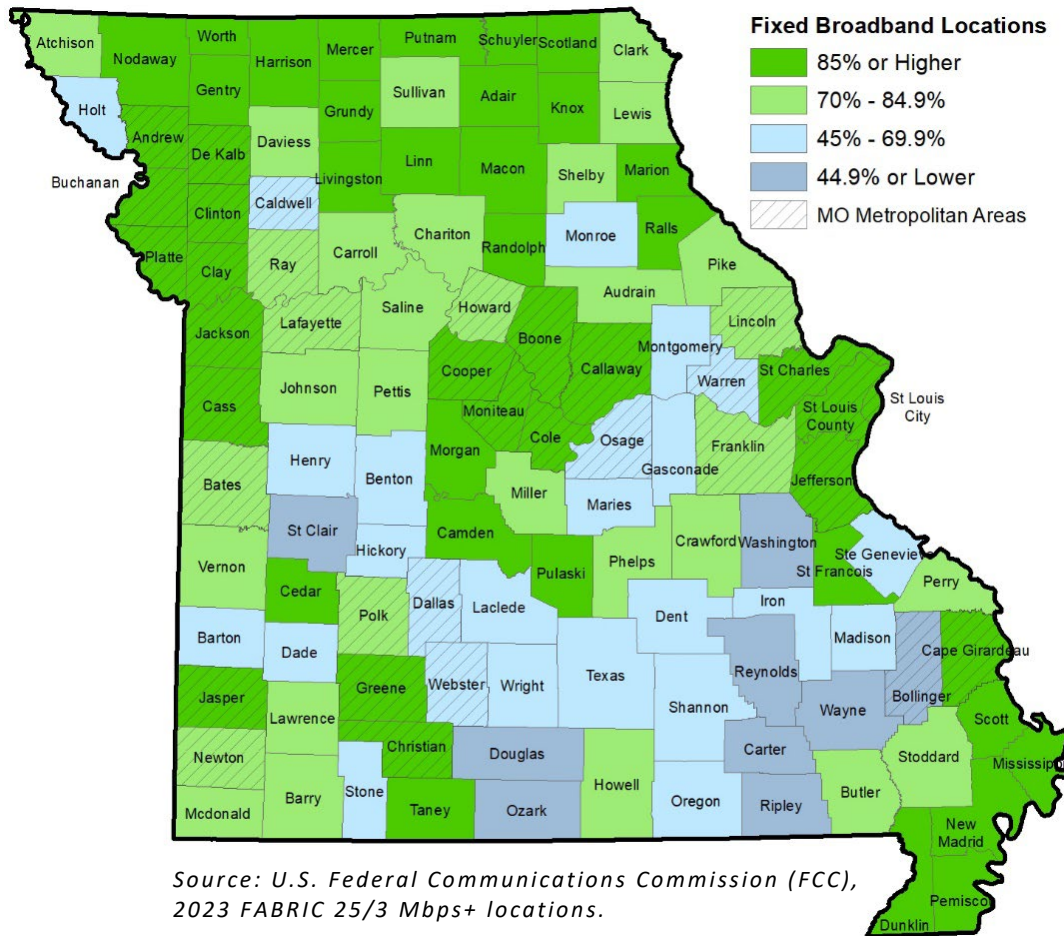 Fixed Broadband Locations
85% or Higher
70% - 84.9%
45% - 69.9%
44.9% or Lower
MO Metropolitan Areas
Atchison
Nodaway
Worth
Harrison
Mercer
Putnam
Schuyler
Scotland
Clark
Holt
Gentry
Grundy
Sullivan
Adair
Knox
Lewis
Andrew
De Kalb
Daviess
Livingston
Linn
Macon
Shelby
Marion
Buchanan
Clinton
Caldwell
Carroll
Chariton
Randolph
Monroe
Ralls
Platte
Clay
Ray
Pike
Audrain
Jackson
Lafayette
Saline
Howard
Boone
Callaway
Montgomery
Lincoln
Warren
St Charles
St Louis
City
St Louis
County
Cass
Johnson
Pettis
Cooper
Moniteau
Cole
Osage
Gasconade
Franklin
Jefferson
Bates
Henry
Benton
Morgan
Miller
Maries
St Clair
Hickory
Camden
Pulaski
Phelps
Crawford
Washington
St Francois
Ste Genevieve
Perry
Vernon
Cedar
Polk
Dallas
Laclede
Dent
Iron
Madison
Barton
Dade
Greene
Webster
Wright
Texas
Shannon
Reynolds
Wayne
Bollinger
Cape Girardeau
Jasper
Lawrence
Christian
Douglas
Carter
Stoddard
Scott
Mississippi
Newton
Mcdonald
Barry
Stone
Taney
Ozark
Howell
Oregon
Ripley
Butler
New
Madrid
Pemiscot
Dunklin
Source: U.S. Federal Communications Commission (FCC),
2023 FABRIC 25/3 Mbps+ locations.